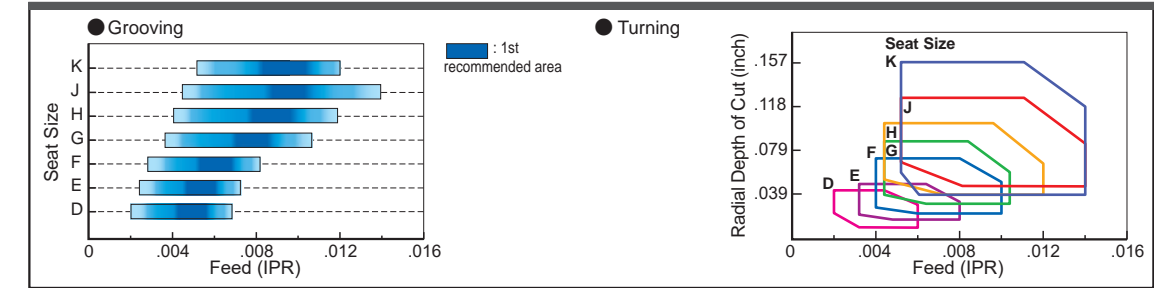 Grooving
: 1st
recommended area
Seat Size
K
J
H
G
F
E
D
0 .004 .008 .012 .016
Feed (IPR)
Turning
Radial Depth of Cut (inch)
.157
.118
.079
.039
Seat Size
K
J
H
F G
D E
0 .004 .008 .012 .016
Feed (IPR)